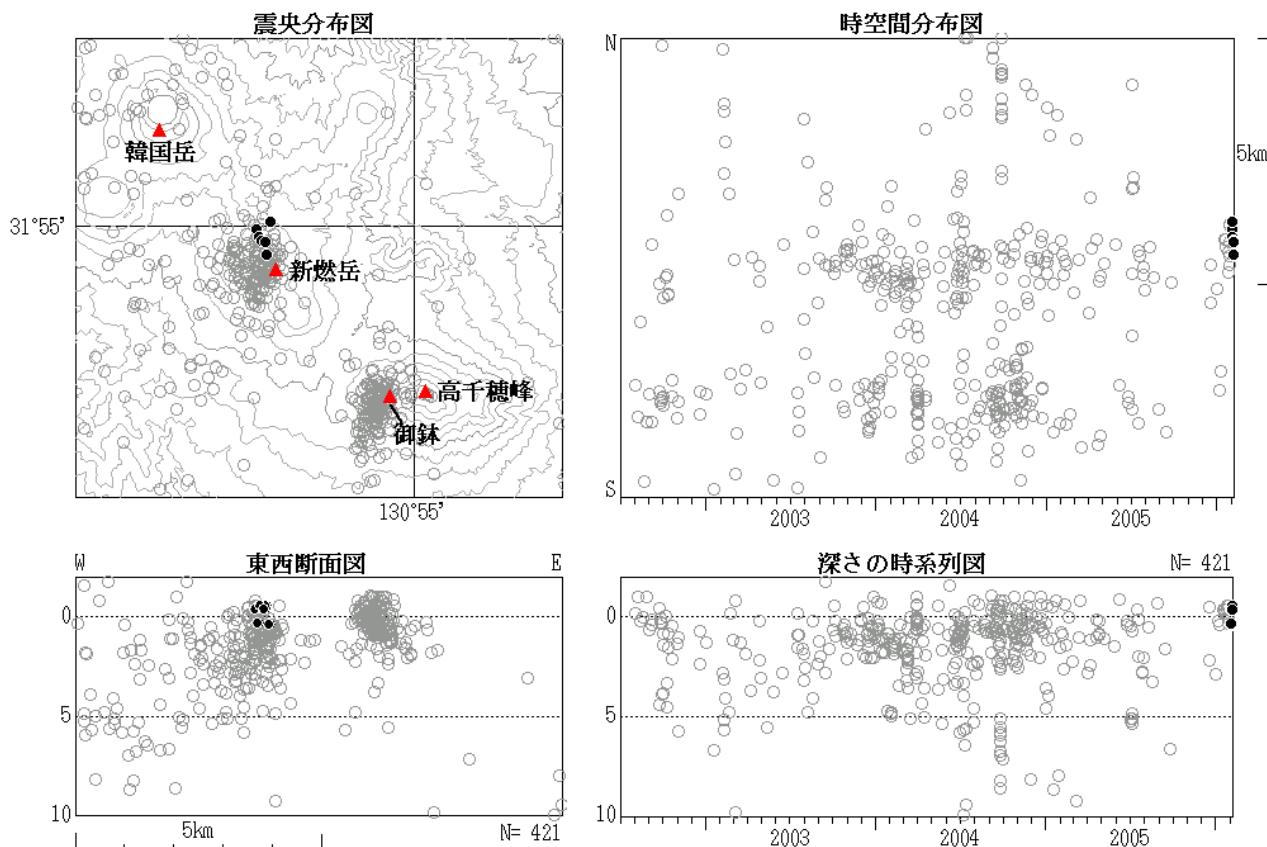 震央分布図
韓国岳
31°55'
新燃岳
高千穂峰
御鉢
130°55'
時空間分布図
N
5km
S
2003 2004 2005
東西断面図
W E
0
5
10
5km N= 421
深さの時系列図 N= 421
0
5
10
2003 2004 2005